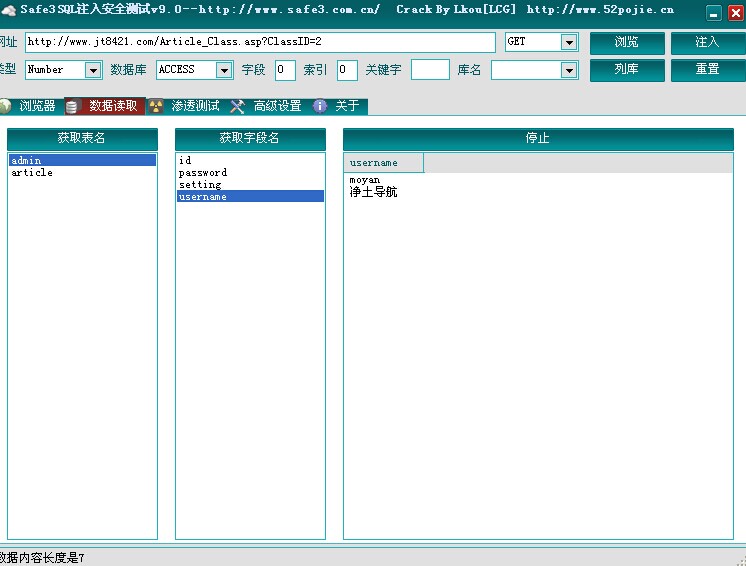 Safe3 SQL注入安全测试v9.0--http://www.safe3.com.cn/ Crack By Lkou[LCG] http://www.52pojie.cn
网址 http://www.jt8421.com/Article_Class.asp?ClassID=2 GET 浏览 注入
类型 Number 数据库 ACCESS 字段 0 索引 0 关键字 库名 列库 重置
浏览器 数据读取 渗透测试 高级设置 关于
获取表名 获取字段名 停止
admin id username
article password moyan
setting 净土导航
username
数据内容长度是7